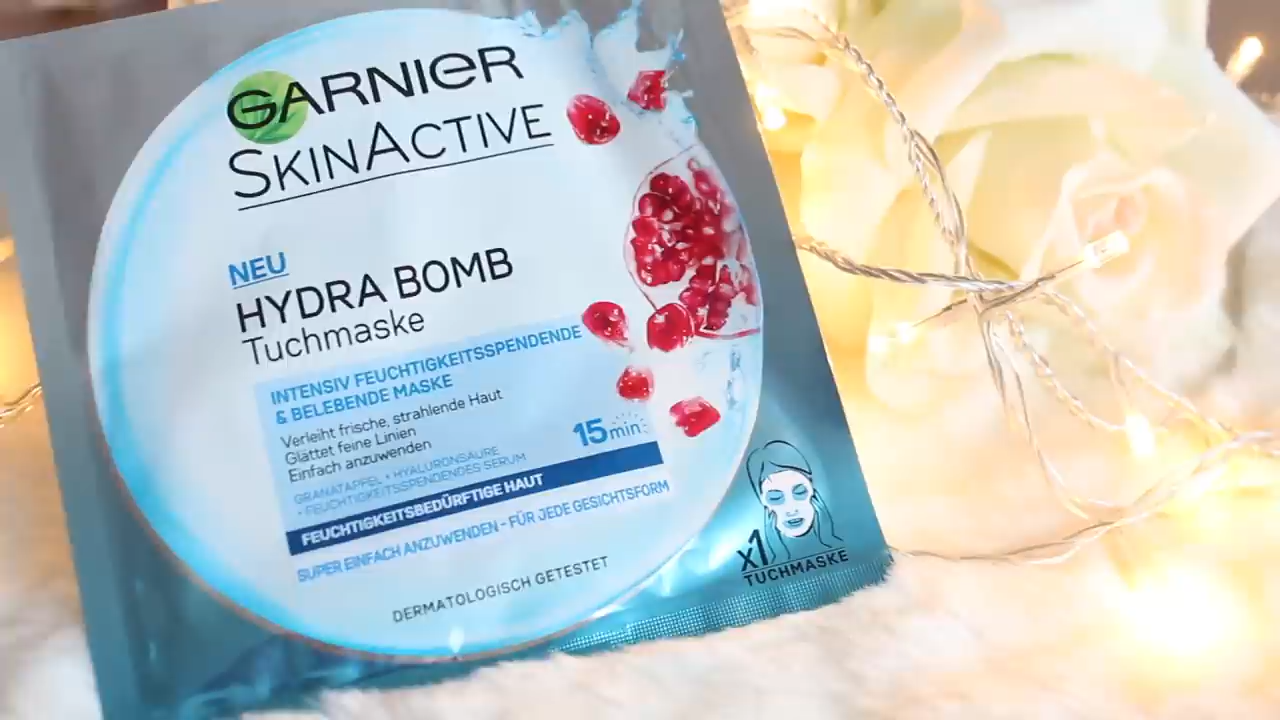 GARNIER
SKINACTIVE
NEU
HYDRA BOMB
Tuchmaske
INTENSIV FEUCHTIGKEITSSPENDENDE
& BELEBENDE MASKE
Verleiht frische, strahlende Haut
Glättet feine Linien
Einfach anzuwenden
15 min
GRANATAPFEL + HYALURONSÄURE
+ FEUCHTIGKEITSSPENDENDES SERUM
FEUCHTIGKEITSBEDÜRFTIGE HAUT
SUPER EINFACH ANZUWENDEN - FÜR JEDE GESICHTSFORM
DERMATOLOGISCH GETESTET
x1
TUCHMASKE